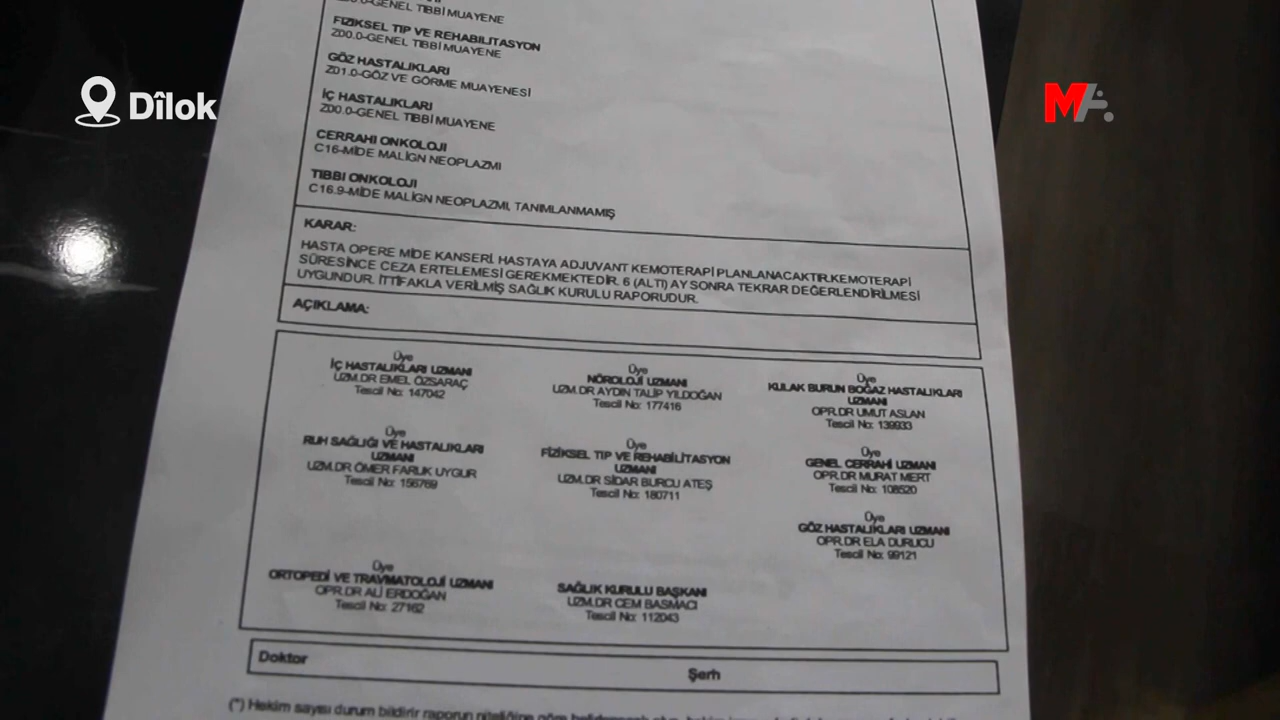 Dîlok
MA.
Z00.0-GENEL TIBBİ MUAYENE
FİZİKSEL TIP VE REHABİLİTASYON
Z00.0-GENEL TIBBİ MUAYENE
GÖZ HASTALIKLARI
Z01.0-GÖZ VE GÖRME MUAYENESİ
İÇ HASTALIKLARI
Z00.0-GENEL TIBBİ MUAYENE
CERRAHİ ONKOLOJİ
C16-MİDE MALİGN NEOPLAZMI
TIBBİ ONKOLOJİ
C16.9-MİDE MALİGN NEOPLAZMI, TANIMLANMAMIŞ
KARAR:
HASTA OPERE MİDE KANSERİ. HASTAYA ADJUVANT KEMOTERAPİ PLANLANACAKTIR.KEMOTERAPİ
SÜRESİNCE CEZA ERTELEMESİ GEREKMEKTEDİR. 6 (ALTI) AY SONRA TEKRAR DEĞERLENDİRİLMESİ
UYGUNDUR. İTTİFAKLA VERİLMİŞ SAĞLIK KURULU RAPORUDUR.
AÇIKLAMA:
Üye
İÇ HASTALIKLARI UZMANI
UZM.DR EMEL ÖZSARAÇ
Tescil No: 147042
Üye
NÖROLOJİ UZMANI
UZM.DR AYDIN TALİP YILDOĞAN
Tescil No: 177416
Üye
KULAK BURUN BOĞAZ HASTALIKLARI
UZMANI
OPR.DR UMUT ASLAN
Tescil No: 139933
Üye
RUH SAĞLIĞI VE HASTALIKLARI
UZMANI
UZM.DR ÖMER FARUK UYGUR
Tescil No: 156769
Üye
FİZİKSEL TIP VE REHABİLİTASYON
UZMANI
UZM.DR SİDAR BURCU ATEŞ
Tescil No: 180711
Üye
GENEL CERRAHİ UZMANI
OPR.DR MURAT MERT
Tescil No: 108520
Üye
GÖZ HASTALIKLARI UZMANI
OPR.DR ELA DURUCU
Tescil No: 99121
Üye
ORTOPEDİ VE TRAVMATOLOJİ UZMANI
OPR.DR ALİ ERDOĞAN
Tescil No: 27162
SAĞLIK KURULU BAŞKANI
UZM.DR CEM BASMACI
Tescil No: 112043
Doktor
Şerh
(*) Hekim sayısı durum bildirir raporun niteliğine göre